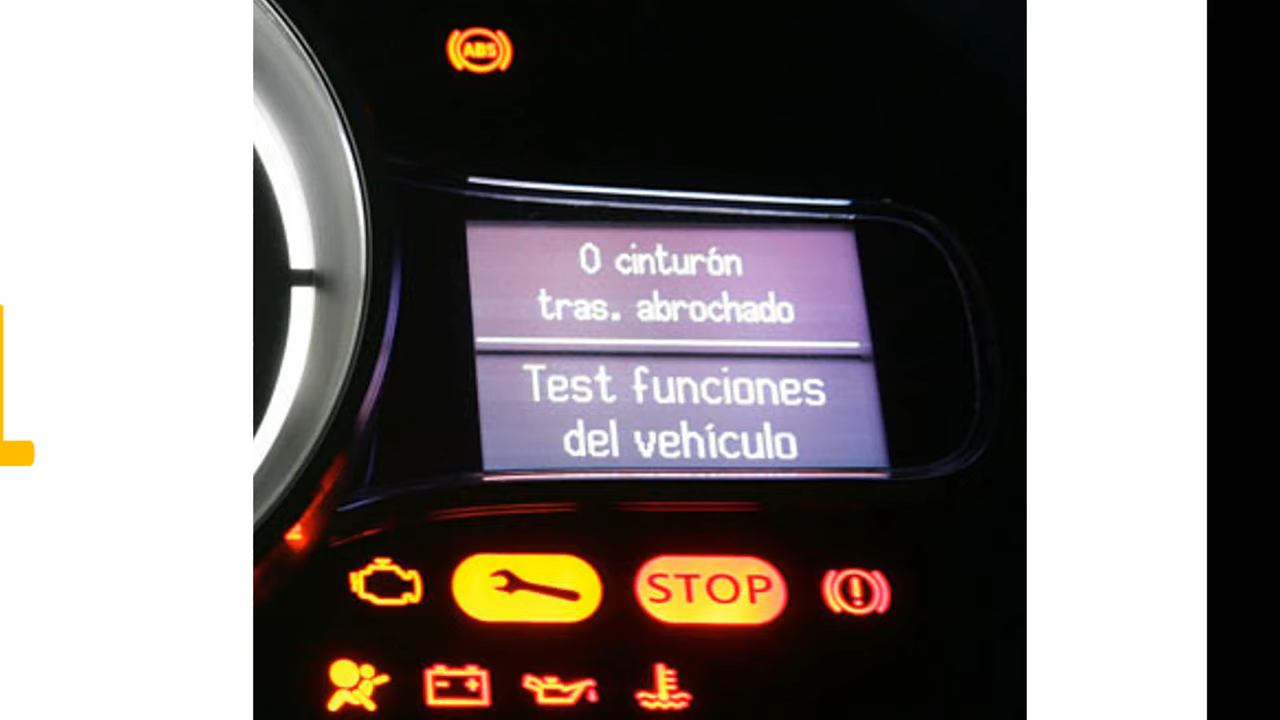 ABS
0 cinturón
tras. abrochado
Test funciones
del vehículo
STOP